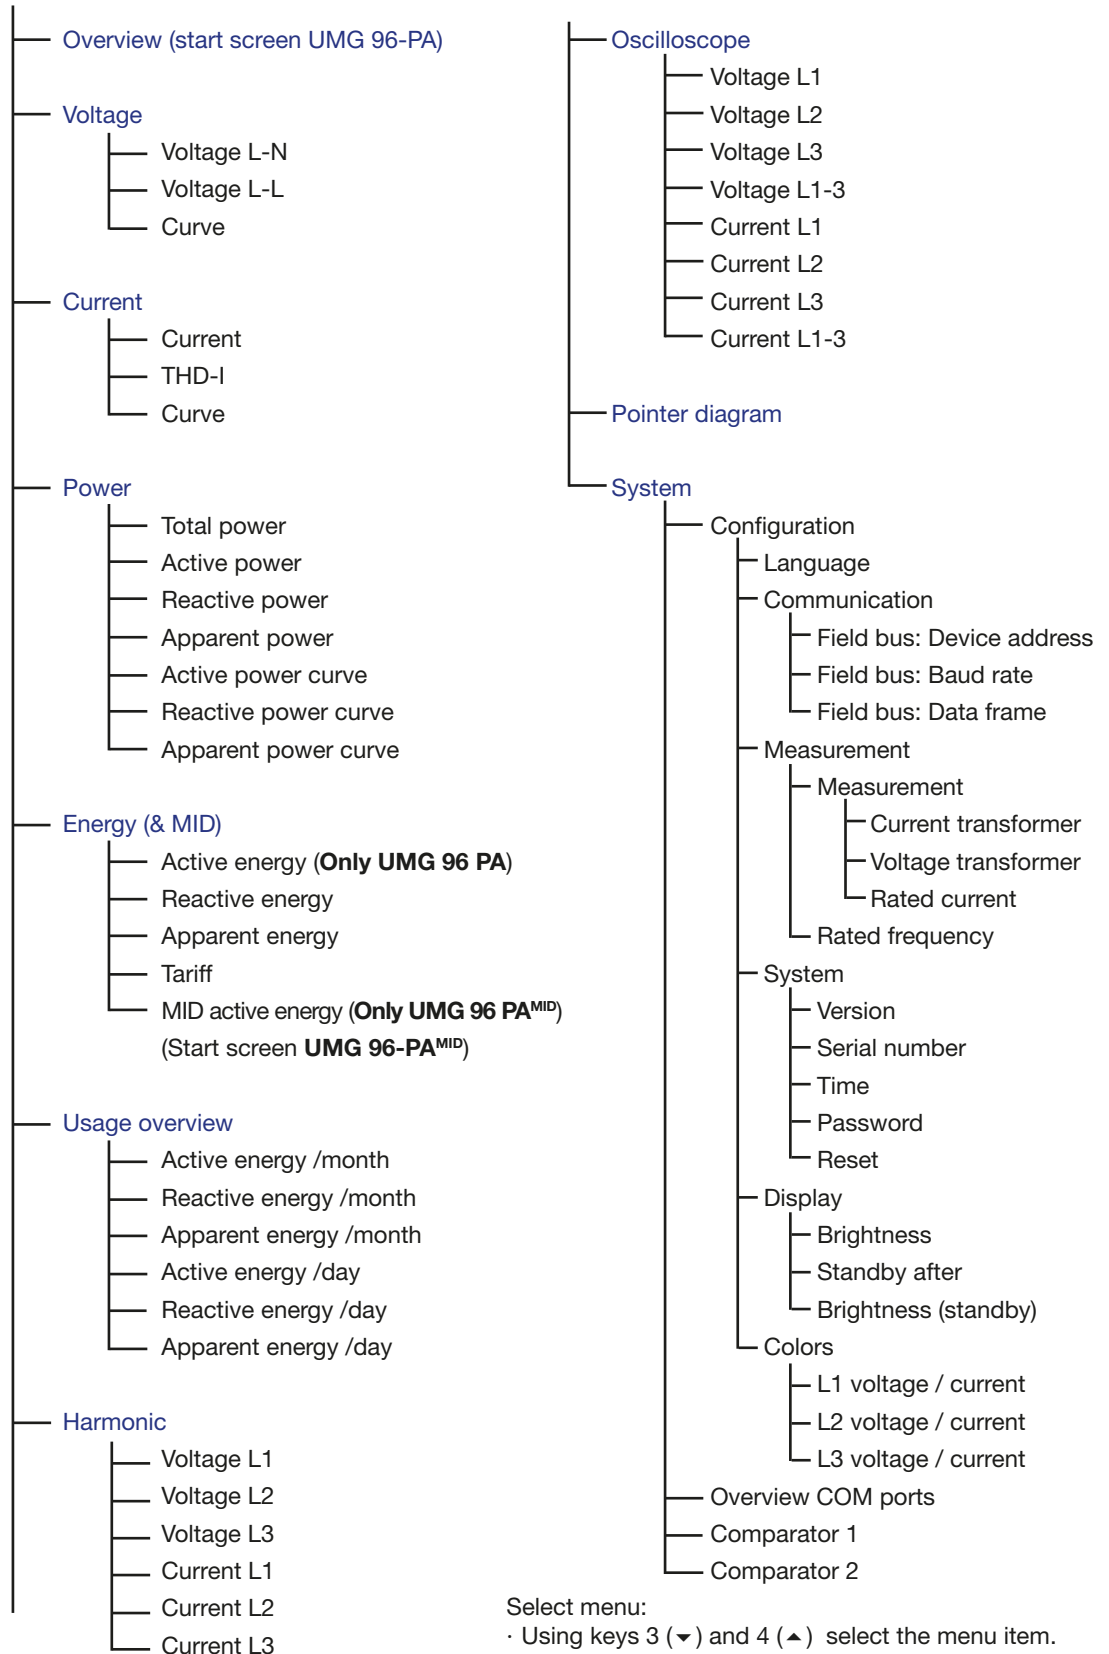 Overview (start screen UMG 96-PA)
Voltage
Voltage L-N
Voltage L-L
Curve
Current
Current
THD-I
Curve
Power
Total power
Active power
Reactive power
Apparent power
Active power curve
Reactive power curve
Apparent power curve
Energy (& MID)
Active energy (Only UMG 96 PA)
Reactive energy
Apparent energy
Tariff
MID active energy (Only UMG 96 PAMID)
(Start screen UMG 96-PAMID)
Usage overview
Active energy /month
Reactive energy /month
Apparent energy /month
Active energy /day
Reactive energy /day
Apparent energy /day
Harmonic
Voltage L1
Voltage L2
Voltage L3
Current L1
Current L2
Current L3
Oscilloscope
Voltage L1
Voltage L2
Voltage L3
Voltage L1-3
Current L1
Current L2
Current L3
Current L1-3
Pointer diagram
System
Configuration
Language
Communication
Field bus: Device address
Field bus: Baud rate
Field bus: Data frame
Measurement
Measurement
Current transformer
Voltage transformer
Rated current
Rated frequency
System
Version
Serial number
Time
Password
Reset
Display
Brightness
Standby after
Brightness (standby)
Colors
L1 voltage / current
L2 voltage / current
L3 voltage / current
Overview COM ports
Comparator 1
Comparator 2
Select menu:
· Using keys 3 (▼) and 4 (▲) select the menu item.